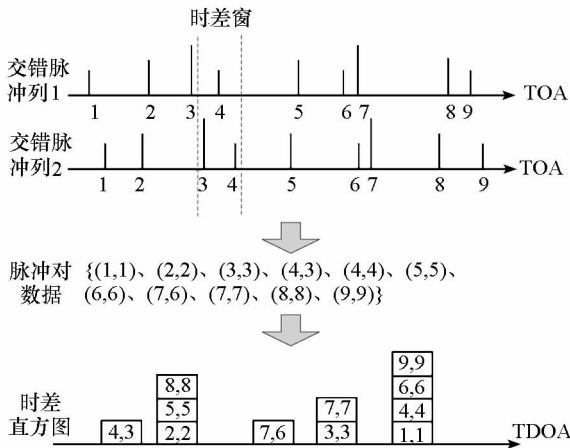 时差窗
交错脉
冲列1
1 2 3 4 5 6 7 8 9
TOA
交错脉
冲列2
1 2 3 4 5 6 7 8 9
TOA
脉冲对 {(1,1)、(2,2)、(3,3)、(4,3)、(4,4)、(5,5)、
数据 (6,6)、(7,6)、(7,7)、(8,8)、(9,9)}
时差
直方图
4,3
8,8
5,5
2,2
7,6
7,7
3,3
9,9
6,6
4,4
1,1
TDOA